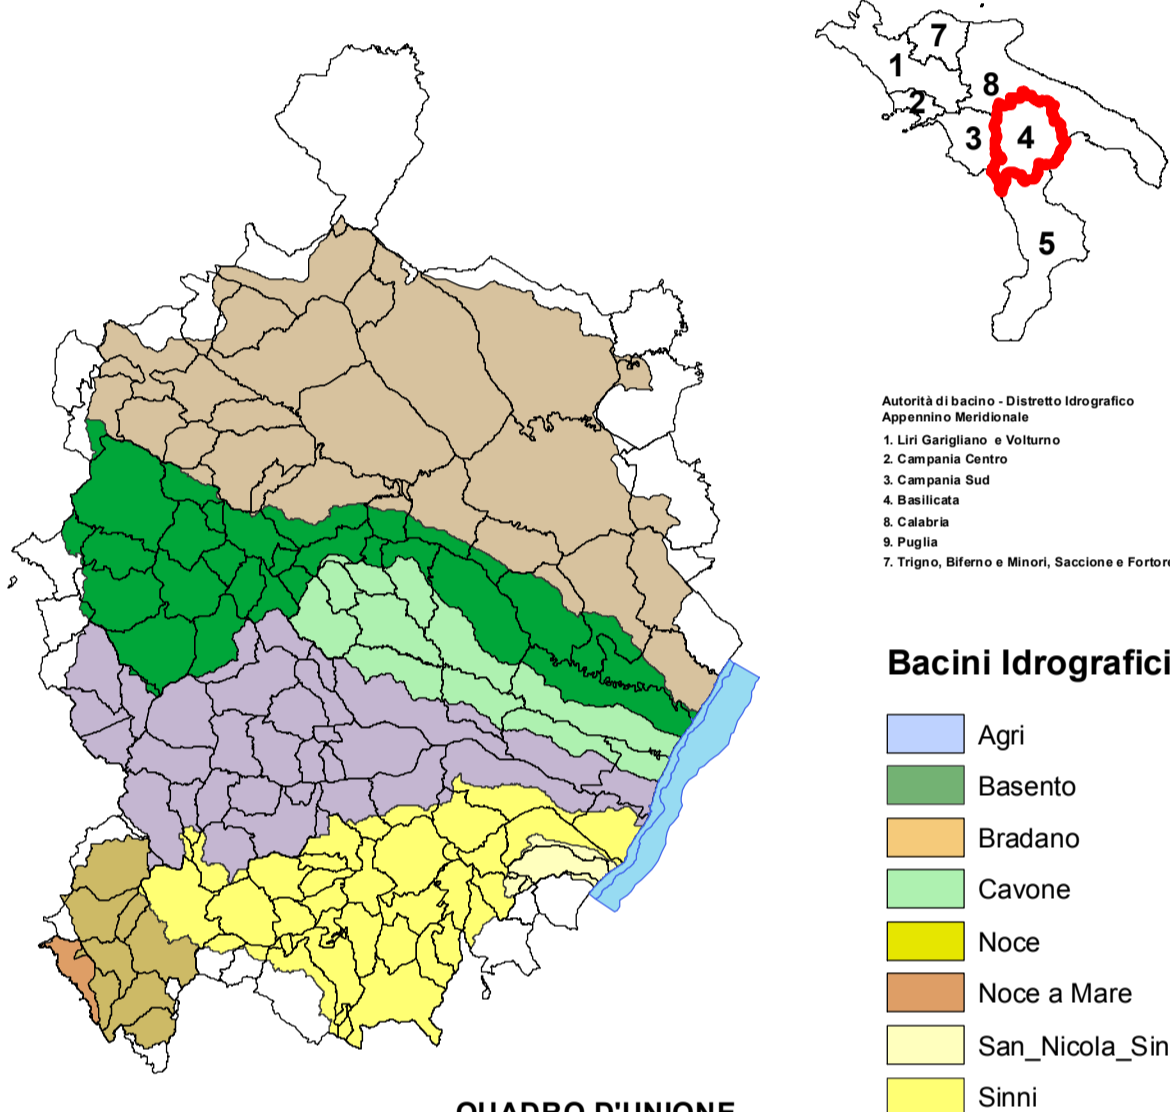 7
1
8
2
3
4
5
Autorità di bacino - Distretto Idrografico
Appennino Meridionale
1. Liri Garigliano e Volturno
2. Campania Centro
3. Campania Sud
4. Basilicata
8. Calabria
9. Puglia
7. Trigno, Biferno e Minori, Saccione e Fortore
Bacini Idrografici
Agri
Basento
Bradano
Cavone
Noce
Noce a Mare
San_Nicola_Sin
Sinni
QUADRO D'UNIONE